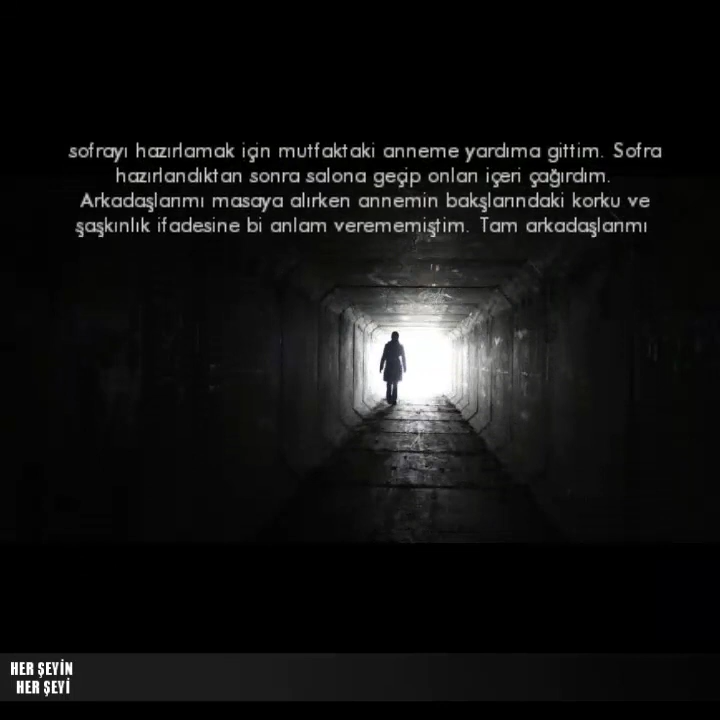 sofrayı hazırlamak için mutfaktaki anneme yardıma gittim. Sofra
hazırlandıktan sonra salona geçip onları içeri çağırdım.
Arkadaşlarımı masaya alırken annemin bakşlarındaki korku ve
şaşkınlık ifadesine bi anlam verememiştim. Tam arkadaşlarımı
HER ŞEYİN
HER ŞEYİ